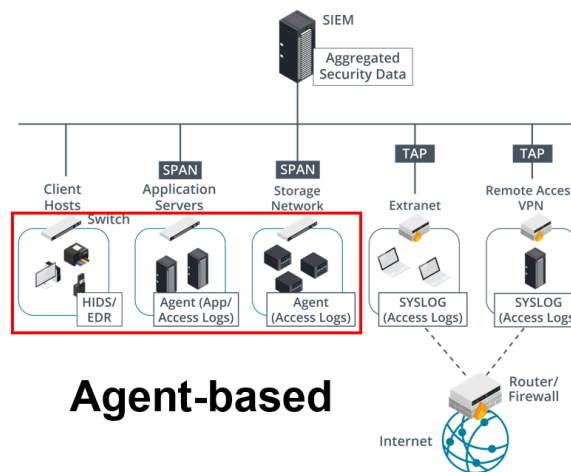 SIEM
Aggregated
Security Data
SPAN
SPAN
TAP
TAP
Client
Hosts
Application
Servers
Storage
Network
Extranet
Remote Access
VPN
Switch
HIDS/
EDR
Agent (App/
Access Logs)
Agent
(Access Logs)
SYSLOG
(Access Logs)
SYSLOG
(Access Logs)
Agent-based
Router/
Firewall
Internet